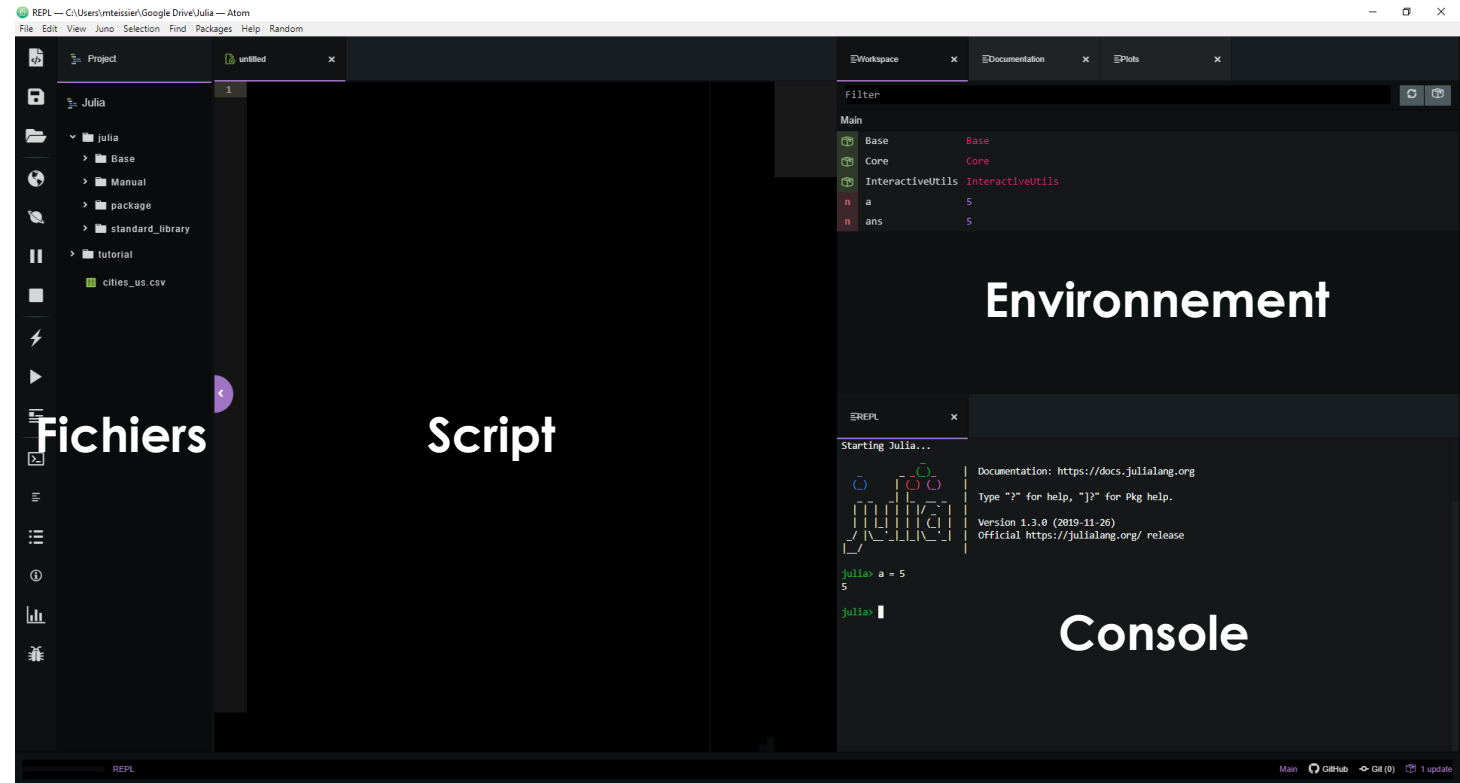 REPL — C:\Users\mteissier\Google Drive\Julia — Atom
File Edit View Juno Selection Find Packages Help Random
Project
untitled
Workspace
Documentation
Plots
Julia
julia
Base
Manual
package
standard_library
tutorial
cities_us.csv
1
Filter
Main
Base Base
Core Core
InteractiveUtils InteractiveUtils
n a 5
n ans 5
Environnement
Fichiers
Script
REPL
Starting Julia...
Documentation: https://docs.julialang.org
Type "?" for help, "]?" for Pkg help.
Version 1.3.0 (2019-11-26)
Official https://julialang.org/ release
julia> a = 5
5
julia>
Console
REPL
Main GitHub Git (0) 1 update